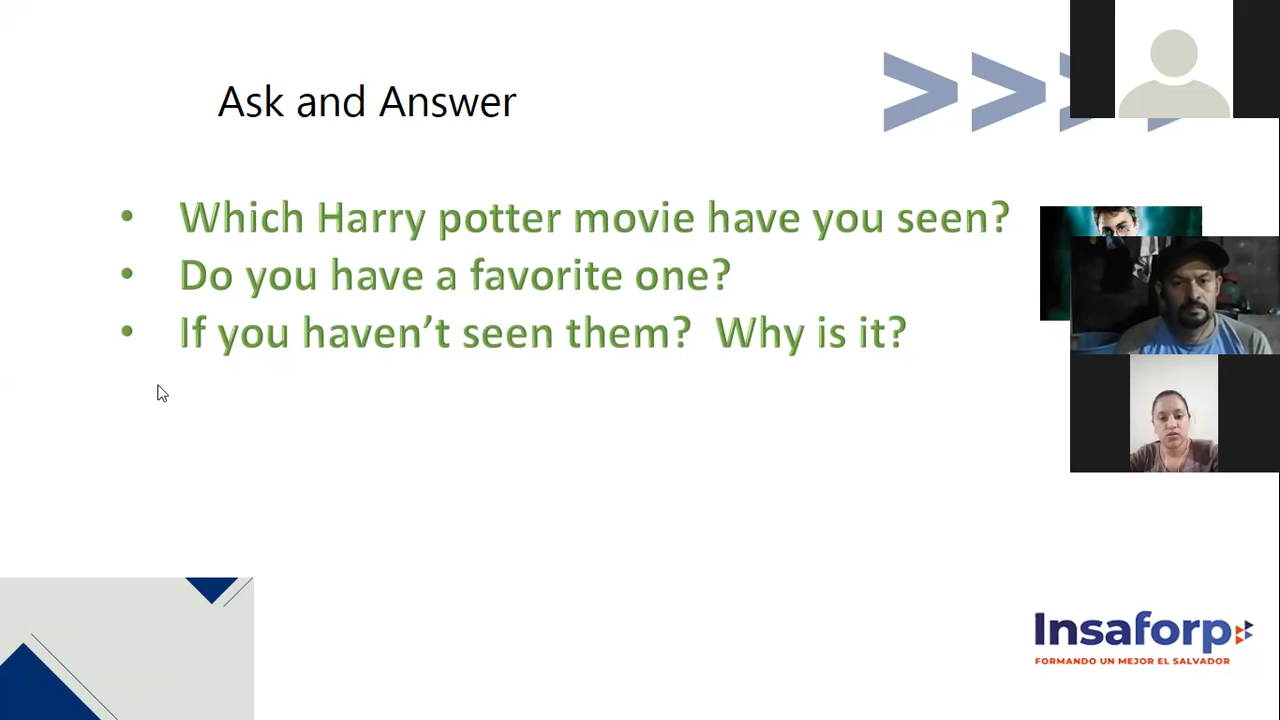 Ask and Answer
• Which Harry potter movie have you seen?
• Do you have a favorite one?
• If you haven't seen them?  Why is it?
Insaforp
FORMANDO UN MEJOR EL SALVADOR